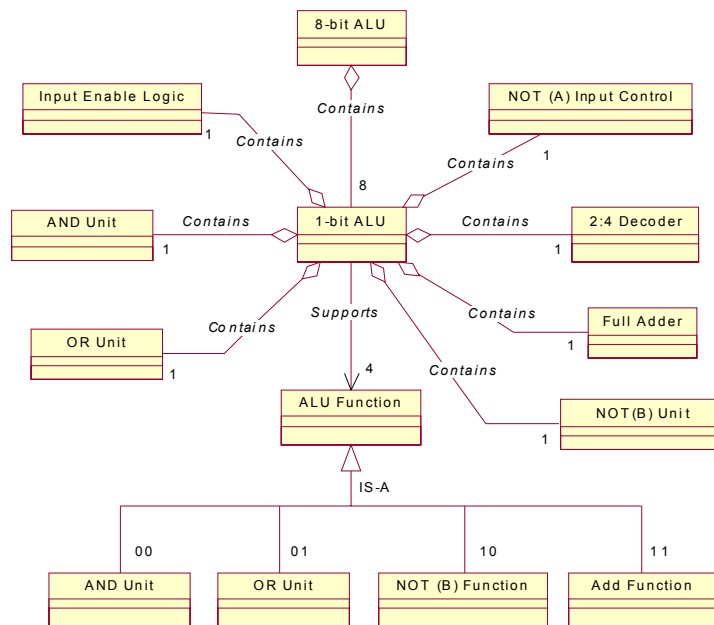 8-bit ALU
Input Enable Logic
NOT (A) Input Control
Contains
1
Contains
Contains
1
8
AND Unit
Contains
1
1-bit ALU
Contains
1
2:4 Decoder
OR Unit
Contains
1
Supports
4
Contains
1
Full Adder
Contains
1
NOT(B) Unit
ALU Function
IS-A
00
01
10
11
AND Unit
OR Unit
NOT (B) Function
Add Function